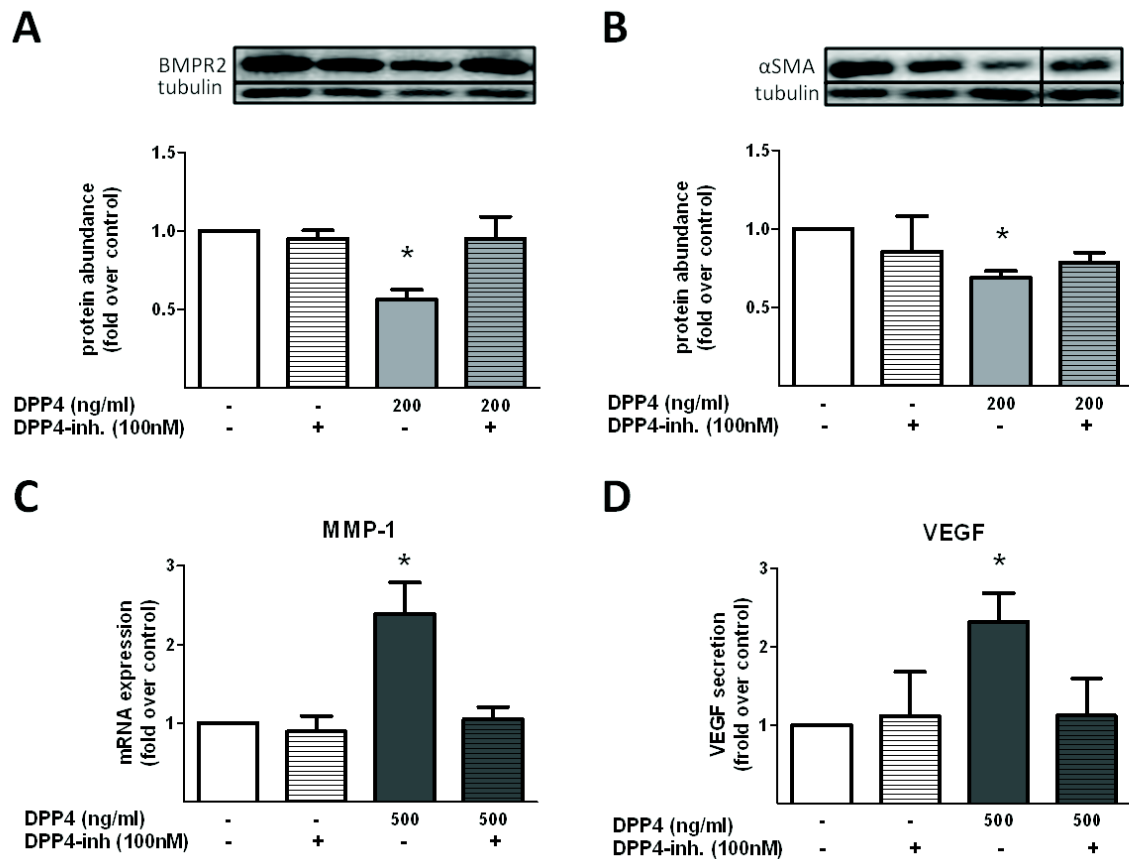 A
BMPR2
tubulin
protein abundance
(fold over control)
1.5
1.0
0.5
*
DPP4 (ng/ml) - - 200 200
DPP4-inh. (100nM) - + - +
B
αSMA
tubulin
protein abundance
(fold over control)
1.5
1.0
0.5
*
DPP4 (ng/ml) - - 200 200
DPP4-inh. (100nM) - + - +
C
MMP-1
mRNA expression
(fold over control)
3
2
1
*
DPP4 (ng/ml) - - 500 500
DPP4-inh (100nM) - + - +
D
VEGF
VEGF secretion
(frold over control)
3
2
1
*
DPP4 (ng/ml) - - 500 500
DPP4-inh. (100nM) - + - +